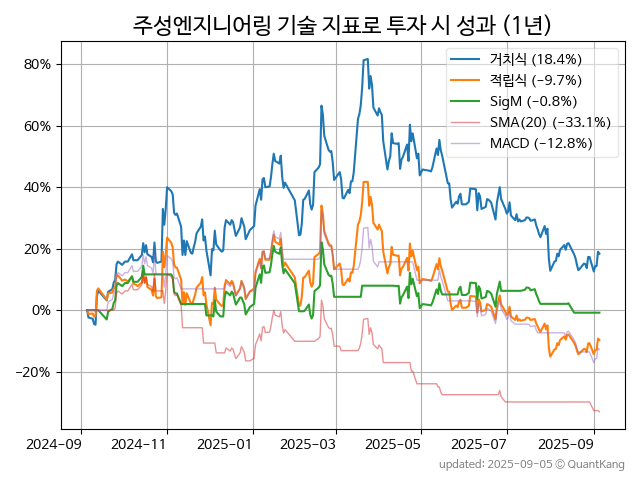 주성엔지니어링 기술 지표로 투자 시 성과 (1년)
80%
60%
40%
20%
0%
−20%
거치식 (18.4%)
적립식 (−9.7%)
SigM (−0.8%)
SMA(20) (−33.1%)
MACD (−12.8%)
2024−09
2024−11
2025−01
2025−03
2025−05
2025−07
2025−09
updated: 2025−09−05 © QuantKang